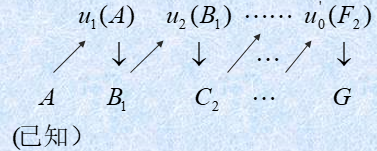 u₁(A) u₂(B₁) ⋯⋯ u₀'(F₂)
↗ ↓ ↗ ↓ ↗ ⋯ ↗ ↓
A B₁ C₂ ⋯ G
(已知)